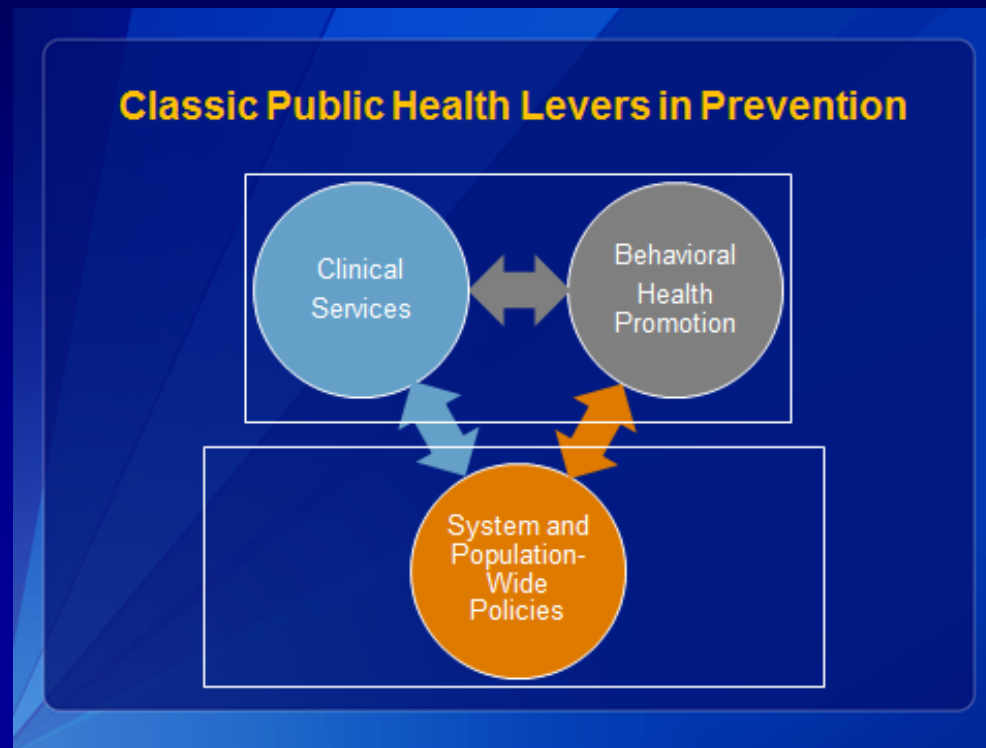 Classic Public Health Levers in Prevention
Clinical
Services
Behavioral
Health
Promotion
System and
Population-
Wide
Policies